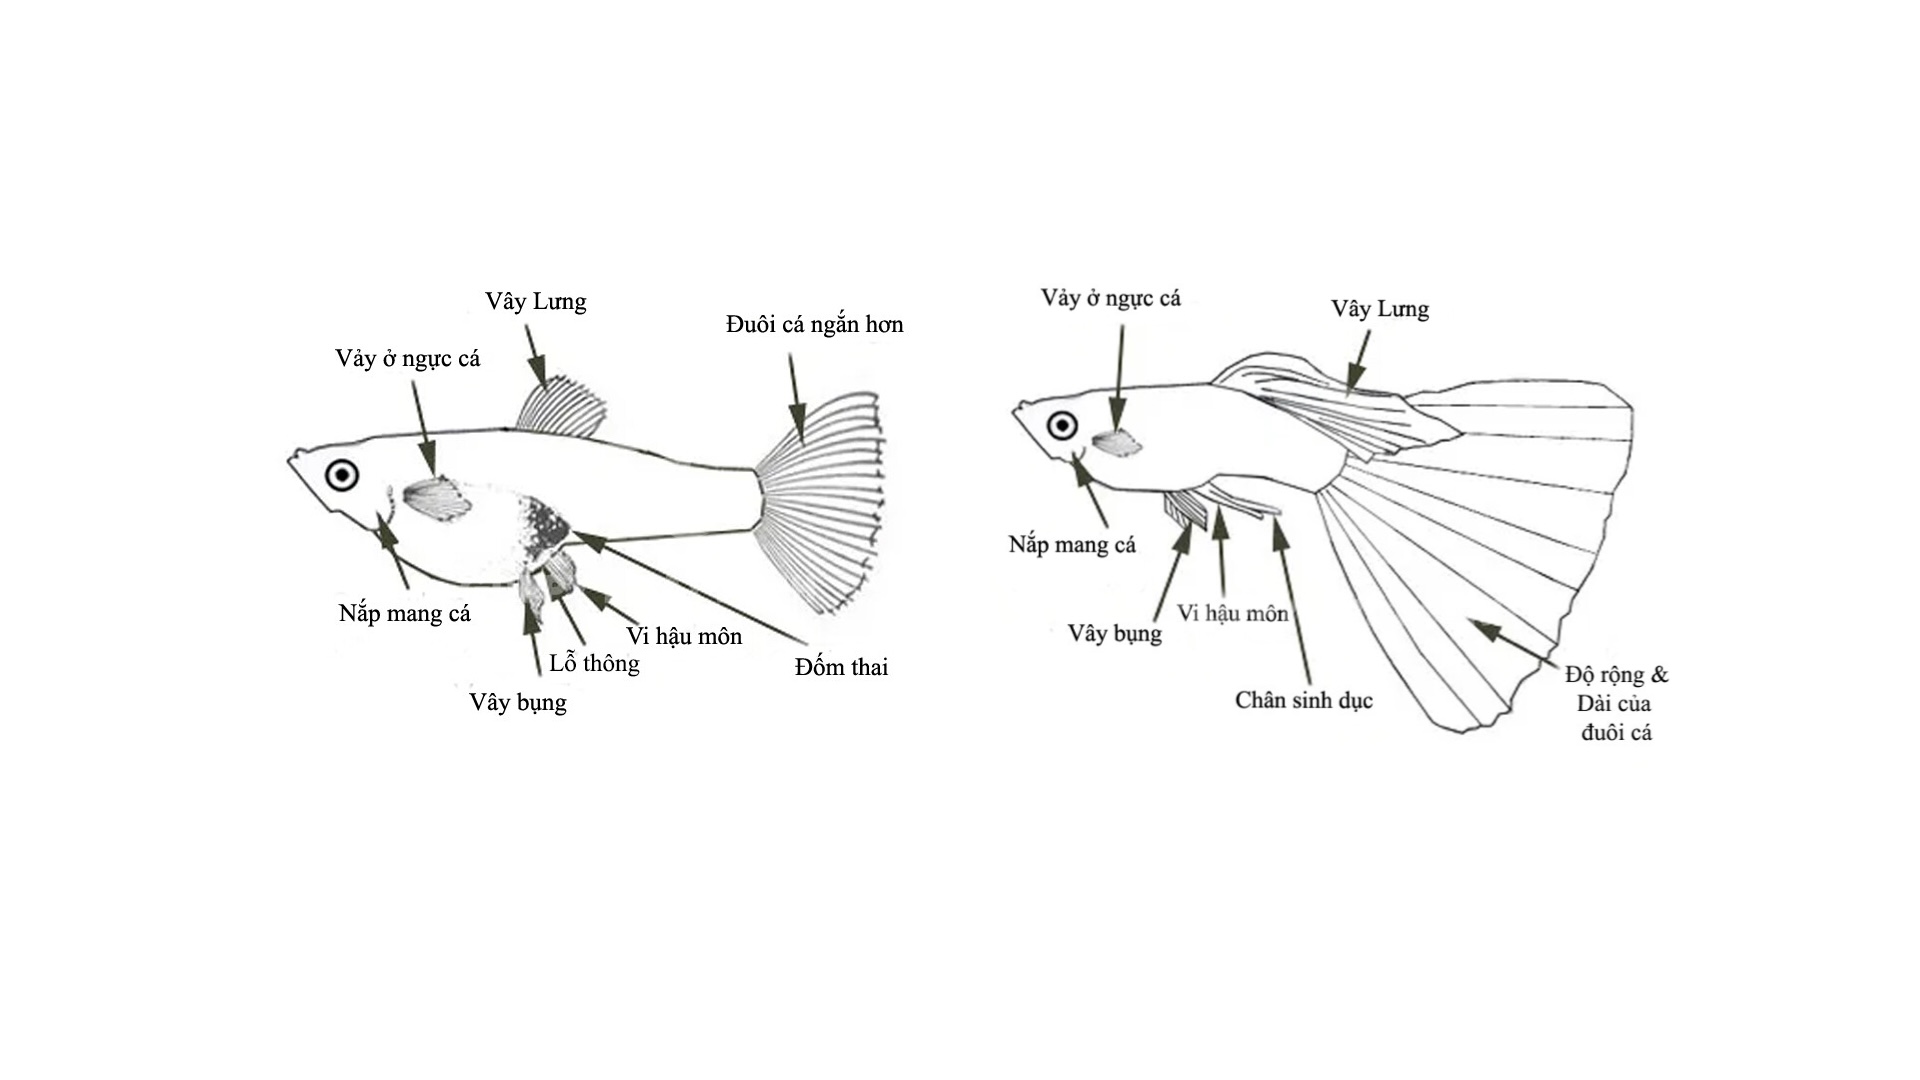 Vây Lưng
Đuôi cá ngắn hơn
Vảy ở ngực cá
Nắp mang cá
Vi hậu môn
Lỗ thông
Đốm thai
Vây bụng
Vảy ở ngực cá
Vây Lưng
Nắp mang cá
Vi hậu môn
Vây bụng
Chân sinh dục
Độ rộng &
Dài của
đuôi cá